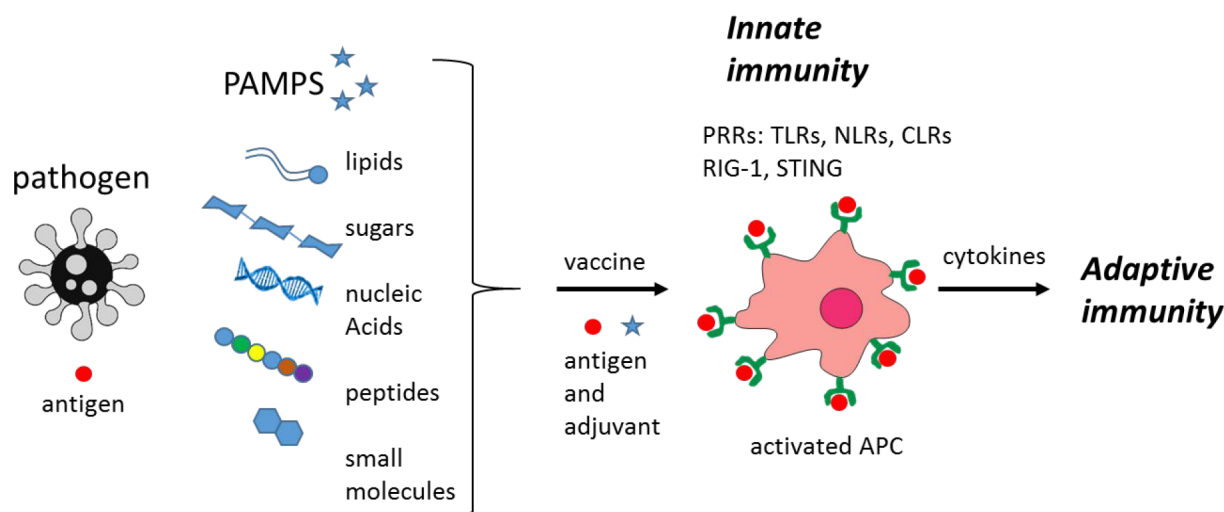 pathogen
antigen
PAMPS
lipids
sugars
nucleic
Acids
peptides
small
molecules
vaccine
antigen
and
adjuvant
Innate
immunity
PRRs: TLRs, NLRs, CLRs
RIG-1, STING
activated APC
cytokines
Adaptive
immunity